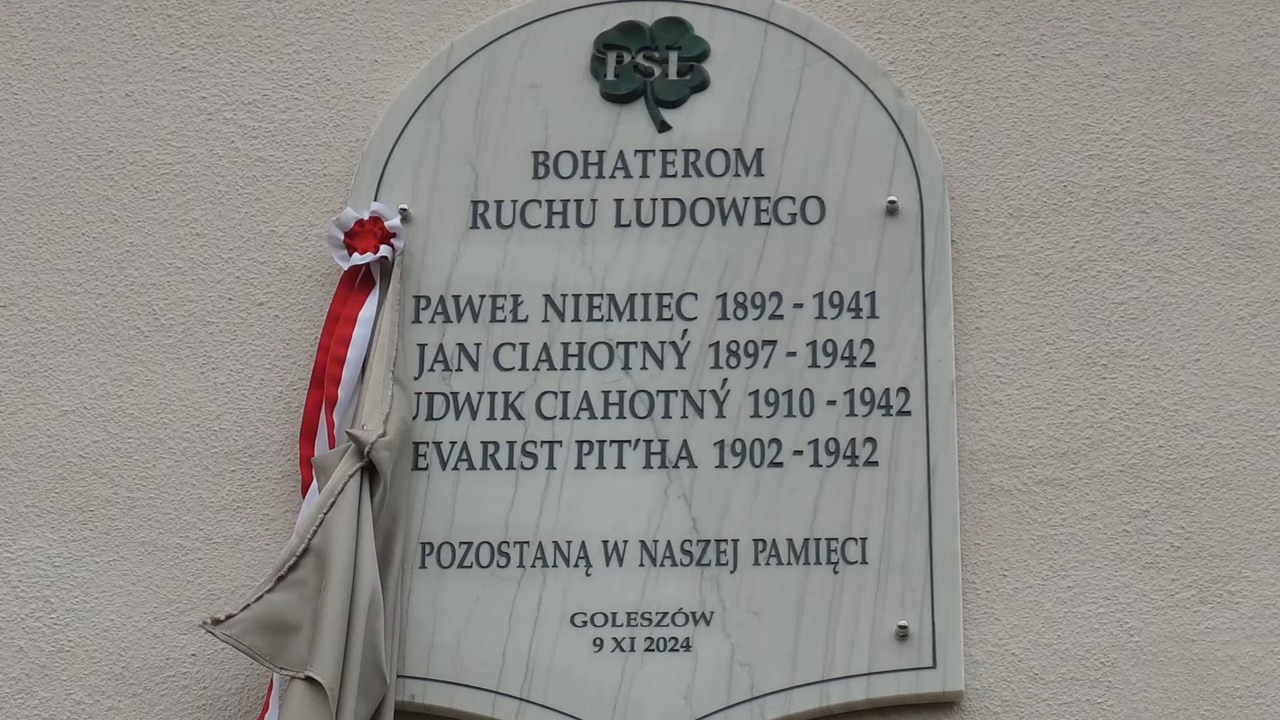 PSL
BOHATEROM
RUCHU LUDOWEGO
PAWEŁ NIEMIEC 1892 - 1941
JAN CIAHOTNÝ 1897 - 1942
UDWIK CIAHOTNÝ 1910 - 1942
EVARIST PIT'HA 1902 - 1942
POZOSTANĄ W NASZEJ PAMIĘCI
GOLESZÓW
9 XI 2024